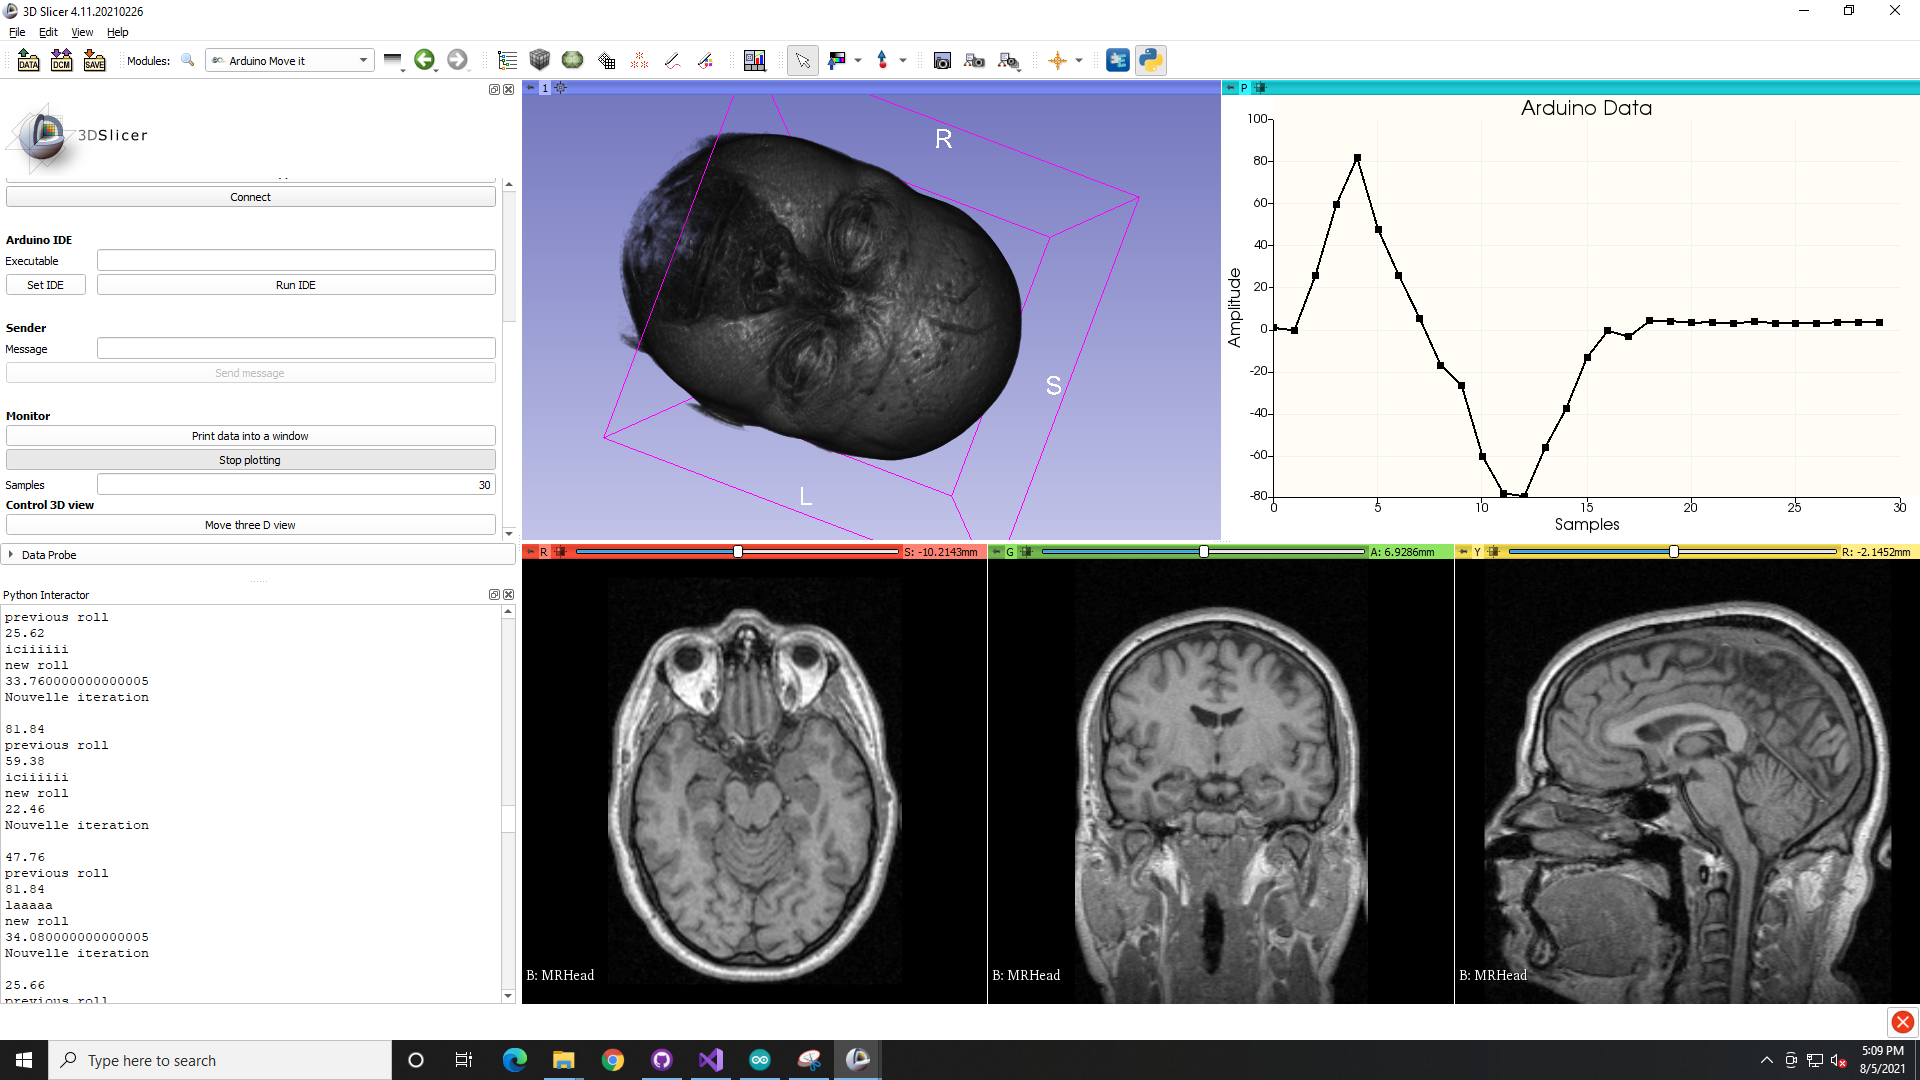 3D Slicer 4.11.20210226
File Edit View Help
DATA DCM SAVE Modules: Arduino Move it
3DSlicer
Connect
Arduino IDE
Executable
Set IDE Run IDE
Sender
Message
Send message
Monitor
Print data into a window
Stop plotting
Samples 30
Control 3D view
Move three D view
Data Probe
Python Interactor
previous roll
25.62
iciiiiii
new roll
33.760000000000005
Nouvelle iteration
81.84
previous roll
59.38
iciiiiii
new roll
22.46
Nouvelle iteration
47.76
previous roll
81.84
laaaaa
new roll
34.080000000000005
Nouvelle iteration
25.66
previous roll
1
R
S
L
P
Arduino Data
100
80
60
40
20
0
-20
-40
-60
-80
Amplitude
0 5 10 15 20 25 30
Samples
R S: -10.2143mm
B: MRHead
G A: 6.9286mm
B: MRHead
Y R: -2.1452mm
B: MRHead
Type here to search
5:09 PM
8/5/2021